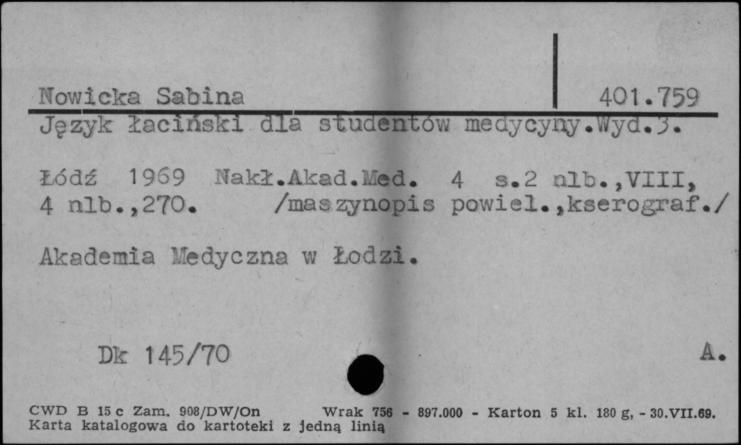 Nowicka Sabina 401.759
Język łaciński dla studentów medycyny.Wyd.3.
Łódź 1969 Nakł.Akad.Med. 4 s.2 nlb.,VIII,
4 nlb.,270. /maszynopis powiel.,kserograf./
Akademia Medyczna w Łodzi.
Dk 145/70 A.
CWD B 15 c Zam. 908/DW/On Wrak 756 - 897.000 - Karton 5 kl. 180 g, - 30.VII.69.
Karta katalogowa do kartoteki z jedną linią